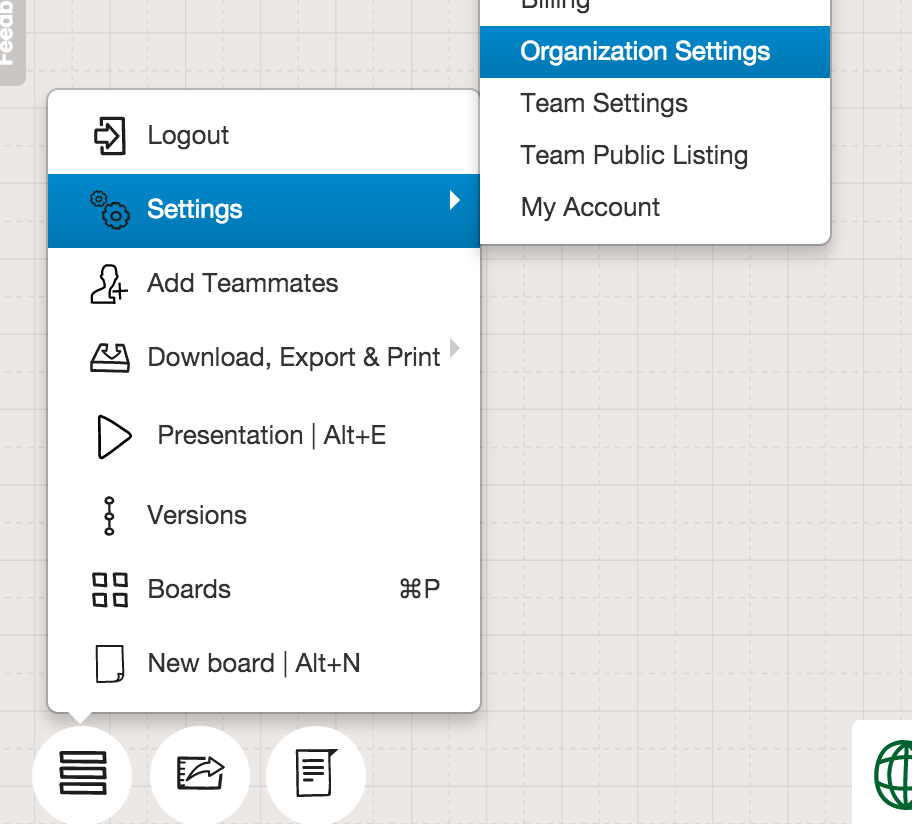 Billing
Organization Settings
Team Settings
Team Public Listing
My Account
Logout
Settings
Add Teammates
Download, Export & Print
Presentation | Alt+E
Versions
Boards ⌘P
New board | Alt+N